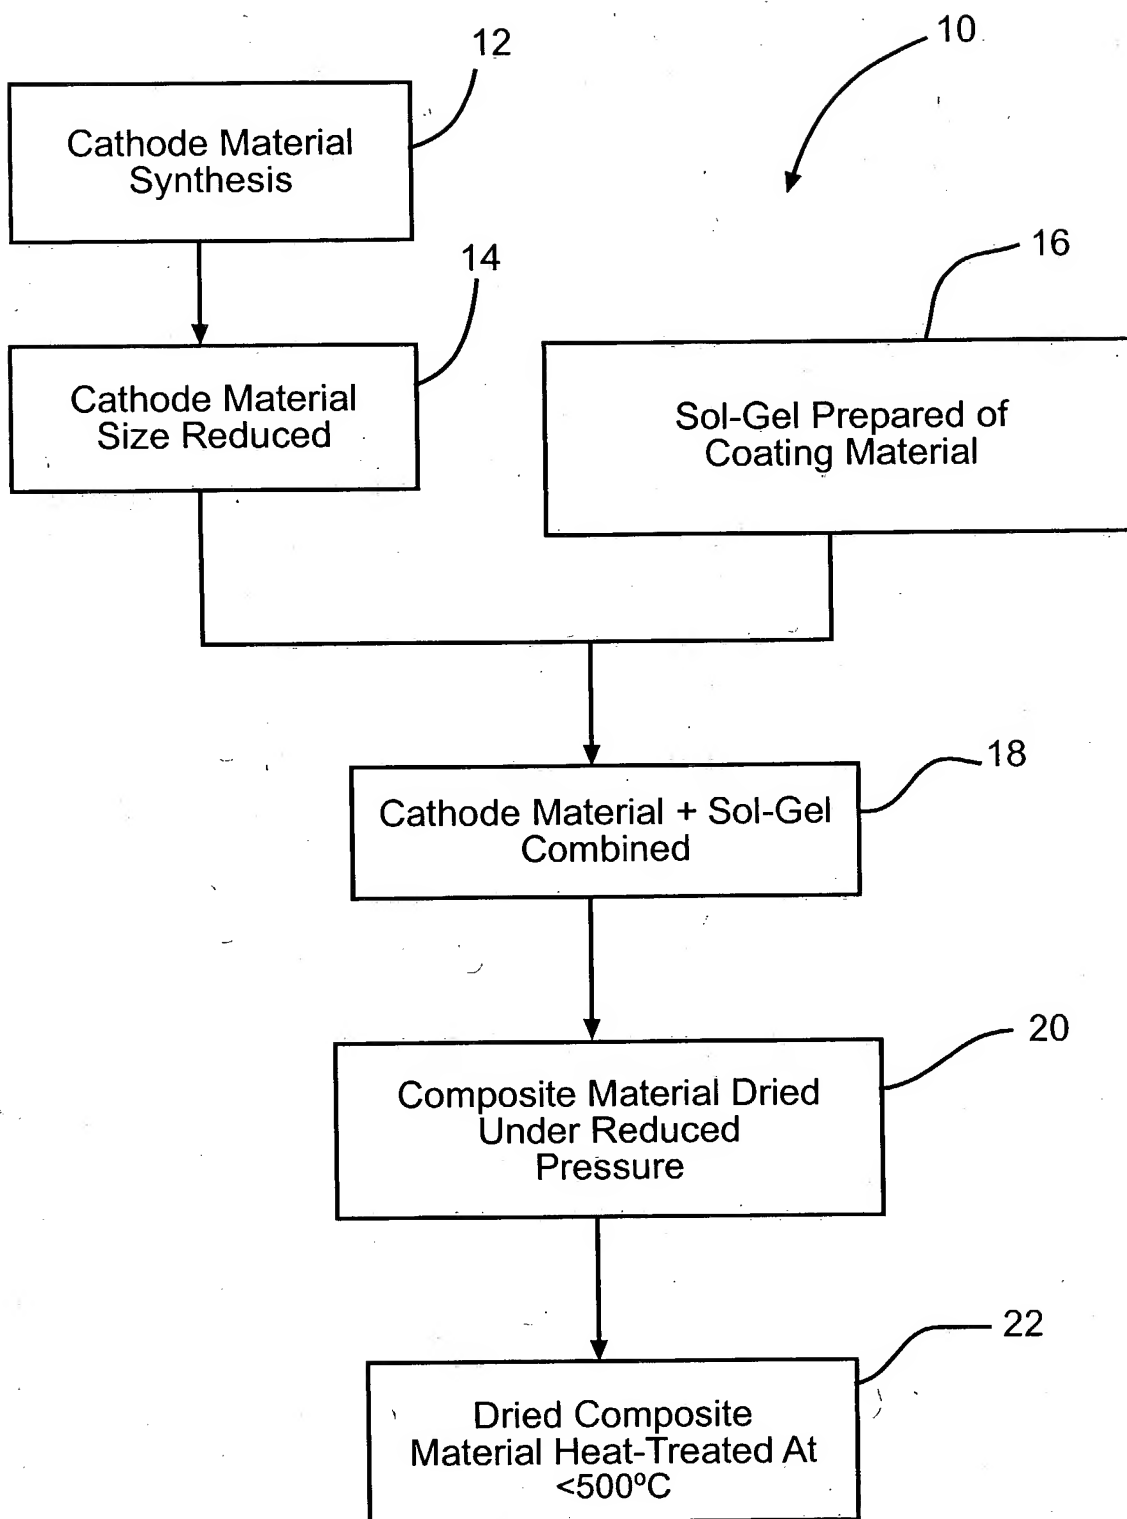 12
10
Cathode Material
Synthesis
14
16
Cathode Material
Size Reduced
Sol-Gel Prepared of
Coating Material
18
Cathode Material + Sol-Gel
Combined
20
Composite Material Dried
Under Reduced
Pressure
22
Dried Composite
Material Heat-Treated At
<500ºC